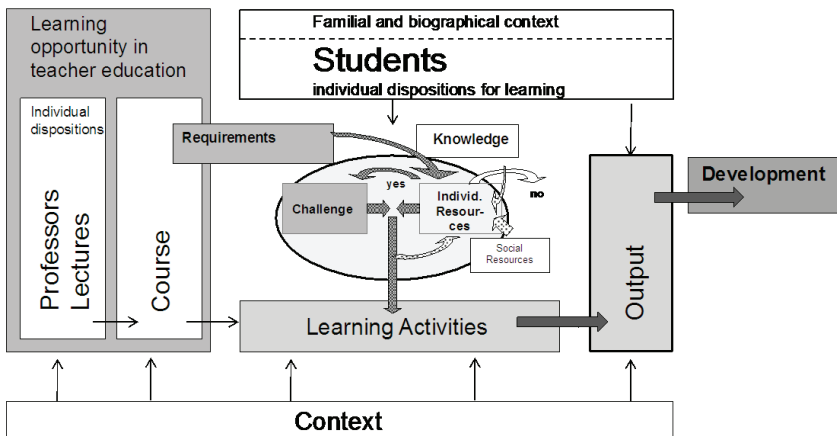 Learning
opportunity in
teacher education
Individual
dispositions
Professors
Lectures
Course
Familial and biographical context
Students
individual dispositions for learning
Requirements
Knowledge
yes
no
Challenge
Individ.
Resour-
ces
Social
Resources
Learning Activities
Output
Development
Context